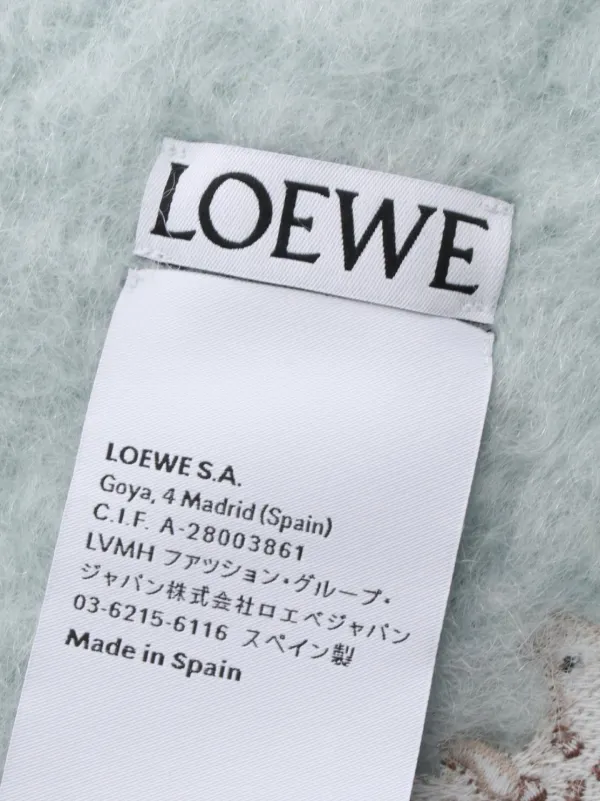 LOEWE
LOEWE S.A.
Goya, 4 Madrid (Spain)
C.I.F. A-28003861
LVMH ファッション・グループ・
ジャパン株式会社ロエベジャパン
03-6215-6116 スペイン製
Made in Spain